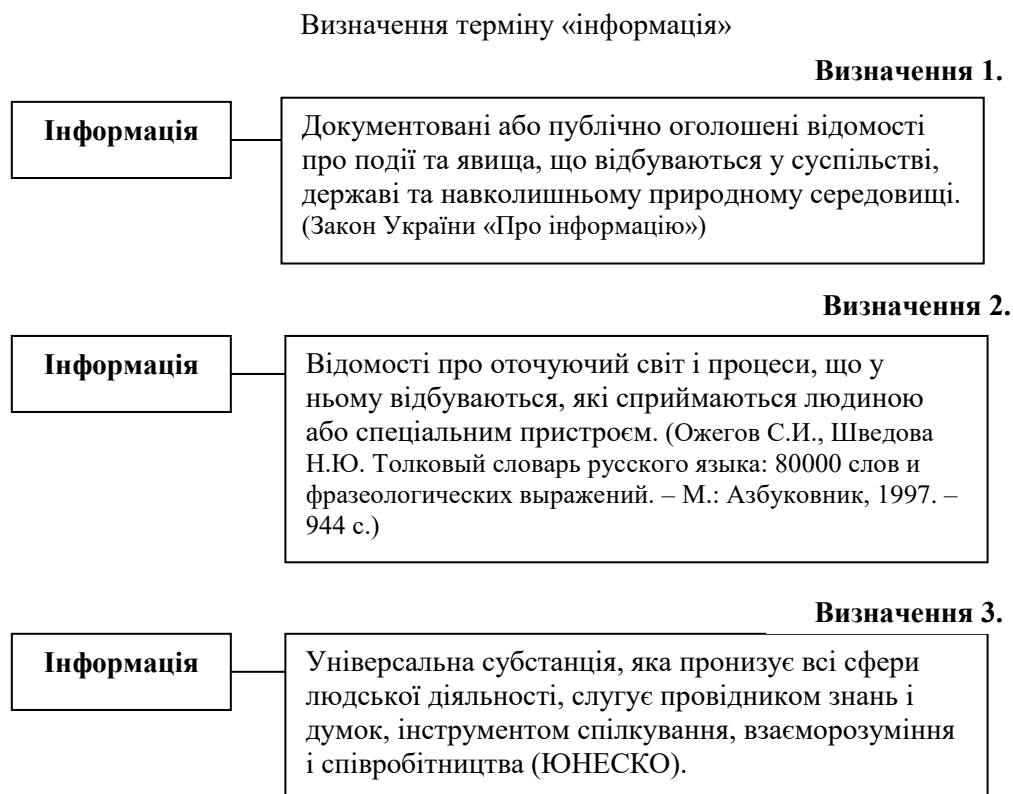 Визначення терміну «інформація»
Визначення 1.
Інформація
Документовані або публічно оголошені відомості
про події та явища, що відбуваються у суспільстві,
державі та навколишньому природному середовищі.
(Закон України «Про інформацію»)
Визначення 2.
Інформація
Відомості про оточуючий світ і процеси, що у
ньому відбуваються, які сприймаються людиною
або спеціальним пристроєм. (Ожегов С.И., Шведова
Н.Ю. Толковый словарь русского языка: 80000 слов и
фразеологических выражений. – М.: Азбуковник, 1997. –
944 с.)
Визначення 3.
Інформація
Універсальна субстанція, яка пронизує всі сфери
людської діяльності, слугує провідником знань і
думок, інструментом спілкування, взаєморозуміння
і співробітництва (ЮНЕСКО).